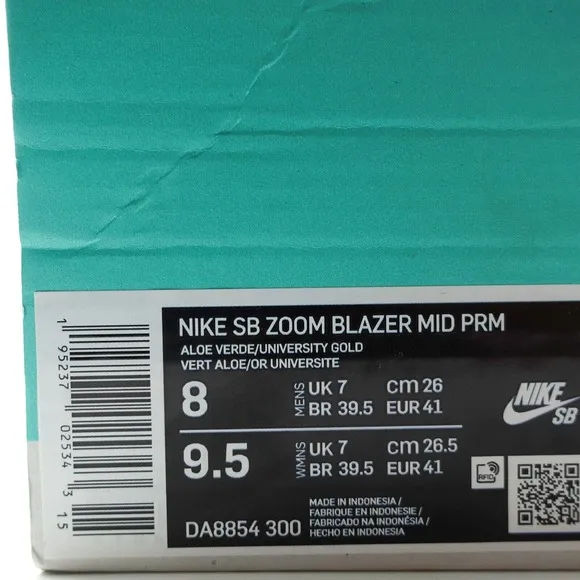 NIKE SB ZOOM BLAZER MID PRM
ALOE VERDE/UNIVERSITY GOLD
VERT ALOE/OR UNIVERSITE
8 MENS UK 7 cm 26
BR 39.5 EUR 41
9.5 WMNS UK 7 cm 26.5
BR 39.5 EUR 41
NIKE
SB
RFID
MADE IN INDONESIA /
FABRIQUE EN INDONESIE /
FABRICADO NA INDONÉSIA /
HECHO EN INDONESIA
DA8854 300
1 95237 02534 3 15